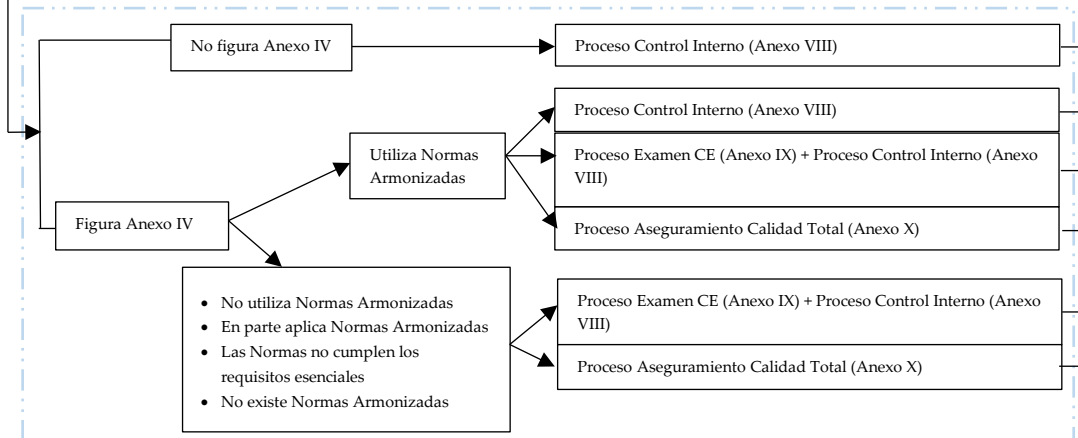 No figura Anexo IV
Proceso Control Interno (Anexo VIII)
Figura Anexo IV
Utiliza Normas
Armonizadas
Proceso Control Interno (Anexo VIII)
Proceso Examen CE (Anexo IX) + Proceso Control Interno (Anexo
VIII)
Proceso Aseguramiento Calidad Total (Anexo X)
• No utiliza Normas Armonizadas
• En parte aplica Normas Armonizadas
• Las Normas no cumplen los
requisitos esenciales
• No existe Normas Armonizadas
Proceso Examen CE (Anexo IX) + Proceso Control Interno (Anexo
VIII)
Proceso Aseguramiento Calidad Total (Anexo X)